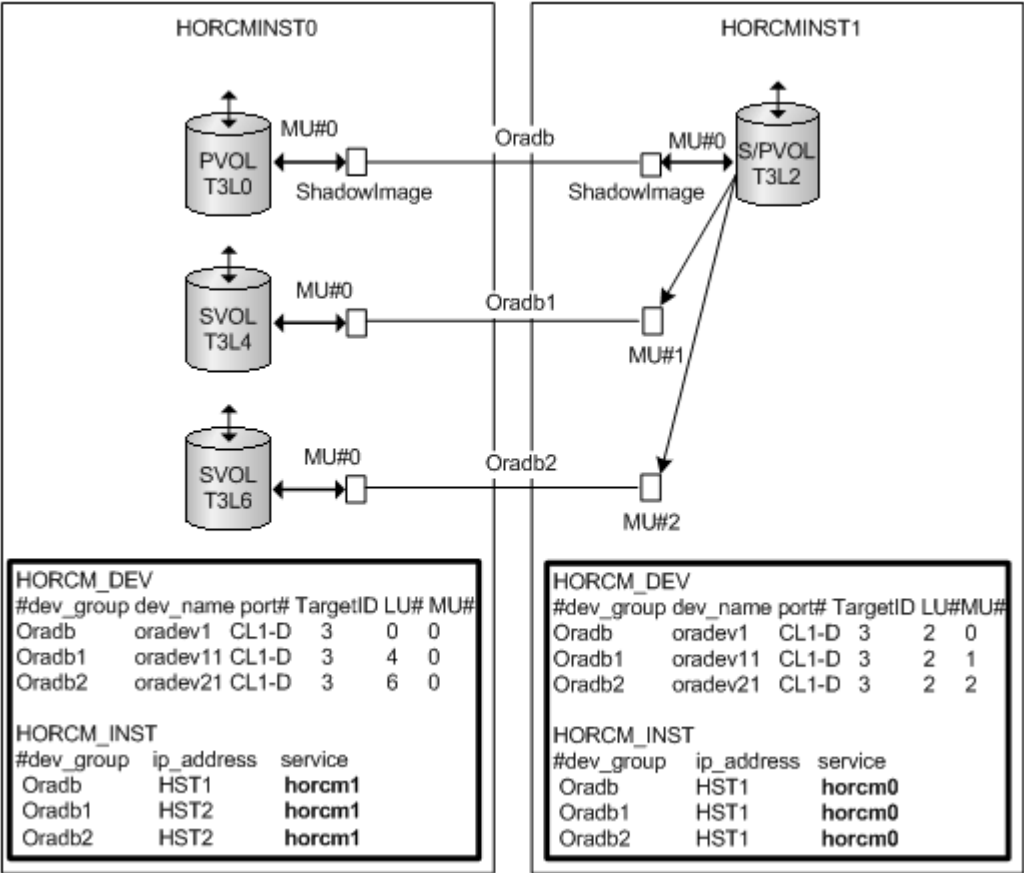 HORCMINST0
HORCMINST1
MU#0
Oradb
MU#0
PVOL
T3L0
S/PVOL
T3L2
ShadowImage
ShadowImage
MU#0
Oradb1
SVOL
T3L4
MU#1
MU#0
Oradb2
SVOL
T3L6
MU#2
HORCM_DEV
#dev_group dev_name port# TargetID LU# MU#
Oradb oradev1 CL1-D 3 0 0
Oradb1 oradev11 CL1-D 3 4 0
Oradb2 oradev21 CL1-D 3 6 0
HORCM_INST
#dev_group ip_address service
Oradb HST1 horcm1
Oradb1 HST2 horcm1
Oradb2 HST2 horcm1
HORCM_DEV
#dev_group dev_name port# TargetID LU#MU#
Oradb oradev1 CL1-D 3 2 0
Oradb1 oradev11 CL1-D 3 2 1
Oradb2 oradev21 CL1-D 3 2 2
HORCM_INST
#dev_group ip_address service
Oradb HST1 horcm0
Oradb1 HST1 horcm0
Oradb2 HST1 horcm0